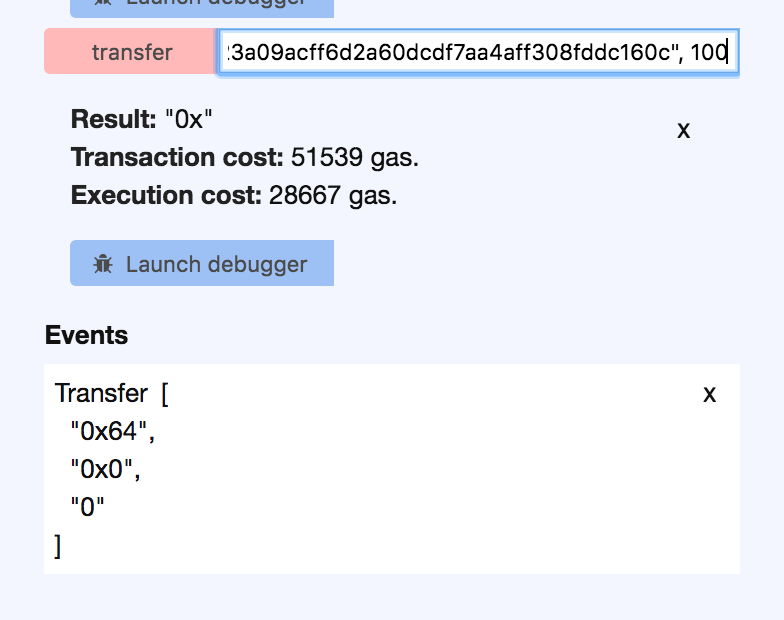 Launch debugger
transfer 23a09acff6d2a60dcdf7aa4aff308fddc160c", 100
Result: "0x"
x
Transaction cost: 51539 gas.
Execution cost: 28667 gas.
Launch debugger
Events
Transfer [
x
"0x64",
"0x0",
"0"
]